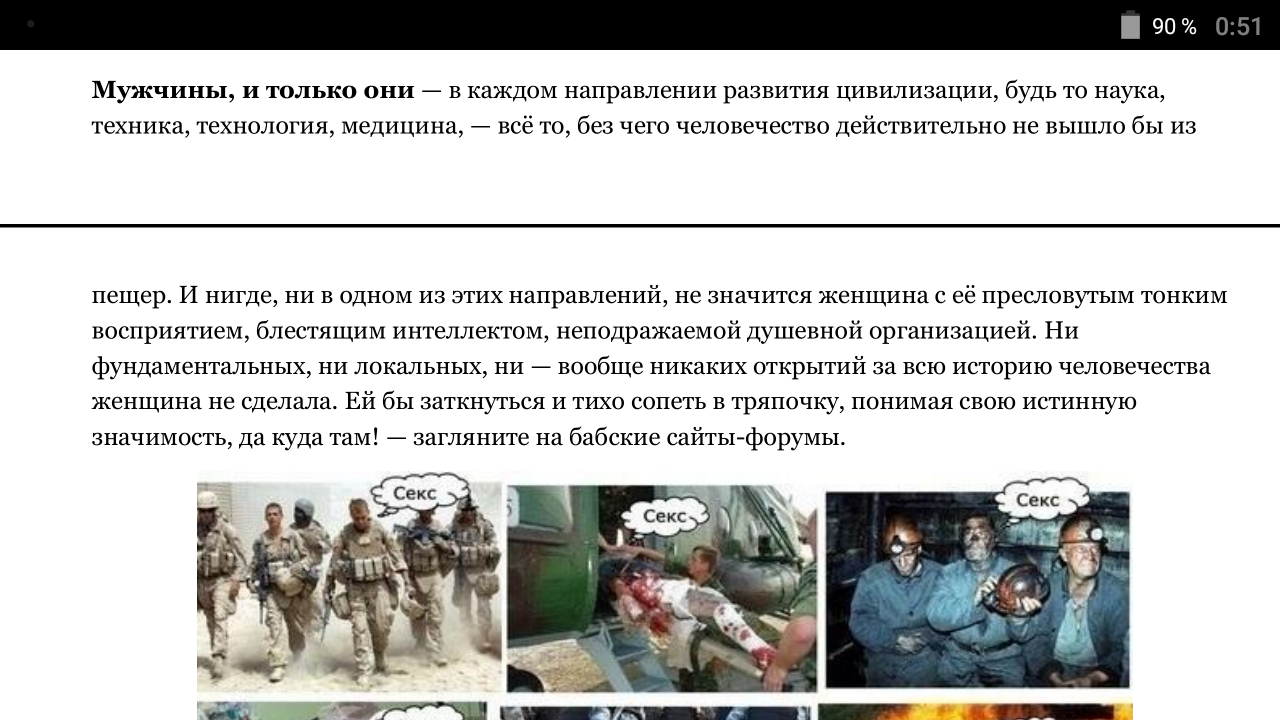 90 % 0:51
Мужчины, и только они — в каждом направлении развития цивилизации, будь то наука,
техника, технология, медицина, — всё то, без чего человечество действительно не вышло бы из
пещер. И нигде, ни в одном из этих направлений, не значится женщина с её пресловутым тонким
восприятием, блестящим интеллектом, неподражаемой душевной организацией. Ни
фундаментальных, ни локальных, ни — вообще никаких открытий за всю историю человечества
женщина не сделала. Ей бы заткнуться и тихо сопеть в тряпочку, понимая свою истинную
значимость, да куда там! — загляните на бабские сайты-форумы.
Секс
Секс
Секс